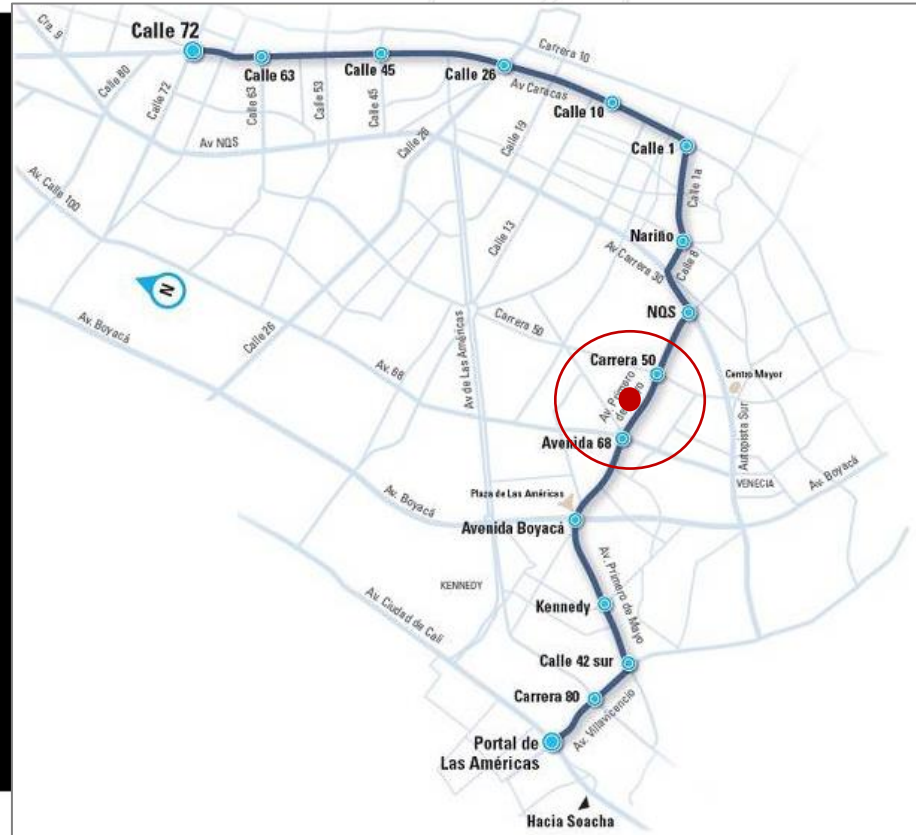 Cra. 9
Calle 72
Calle 80
Calle 72
Calle 63
Calle 63
Calle 53
Calle 45
Calle 45
Calle 26
Carrera 10
Av Caracas
Calle 10
Calle 19
Calle 26
Av NQS
Calle 1
Calle 1a
Av. Calle 100
Calle 13
Nariño
Calle 8
Av Carrera 30
N
NQS
Av. Boyacá
Calle 26
Carrera 50
Av de Las Américas
Av. 68
Carrera 50
Av. Primero
Centro Mayor
Avenida 68
Autopista Sur
VENECIA
Av. Boyacá
Plaza de Las Américas
Av. Boyacá
Avenida Boyacá
KENNEDY
Av. Primero de Mayo
Av. Ciudad de Cali
Kennedy
Calle 42 sur
Carrera 80
Av. Villavicencio
Portal de
Las Américas
Hacia Soacha